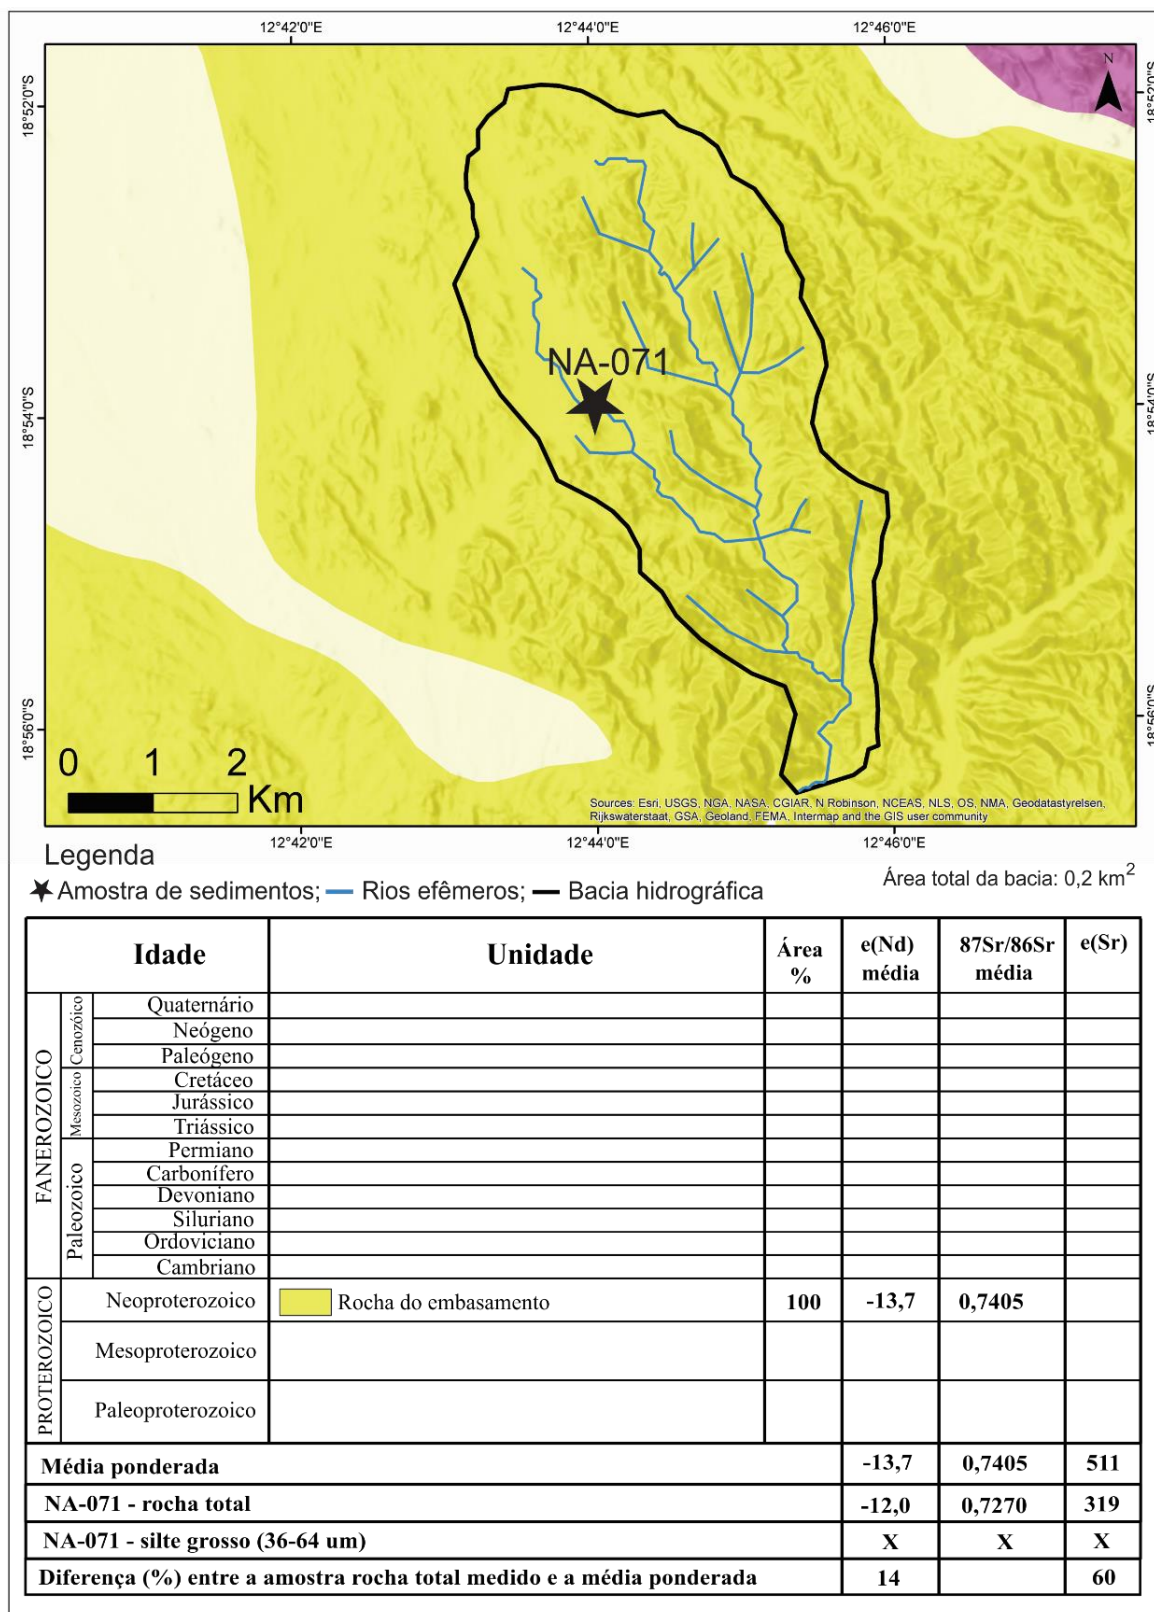 12°42'0"E 12°44'0"E 12°46'0"E
18°52'0"S 18°52'0"S
N
NA-071
18°54'0"S 18°54'0"S
18°56'0"S 18°56'0"S
0 1 2
Km
Sources: Esri, USGS, NGA, NASA, CGIAR, N Robinson, NCEAS, NLS, OS, NMA, Geodatastyrelsen,
Rijkswaterstaat, GSA, Geoland, FEMA, Intermap and the GIS user community
12°42'0"E 12°44'0"E 12°46'0"E
Legenda
Amostra de sedimentos; Rios efêmeros; Bacia hidrográfica
Área total da bacia: 0,2 km2
Idade Unidade Área % e(Nd) média 87Sr/86Sr média e(Sr)
FANEROZOICO
Cenozóico
Quaternário
Neógeno
Paleógeno
Mesozoico
Cretáceo
Jurássico
Triássico
Paleozoico
Permiano
Carbonífero
Devoniano
Siluriano
Ordoviciano
Cambriano
PROTEROZOICO
Neoproterozoico Rocha do embasamento 100 -13,7 0,7405
Mesoproterozoico
Paleoproterozoico
Média ponderada -13,7 0,7405 511
NA-071 - rocha total -12,0 0,7270 319
NA-071 - silte grosso (36-64 um) X X X
Diferença (%) entre a amostra rocha total medido e a média ponderada 14 60